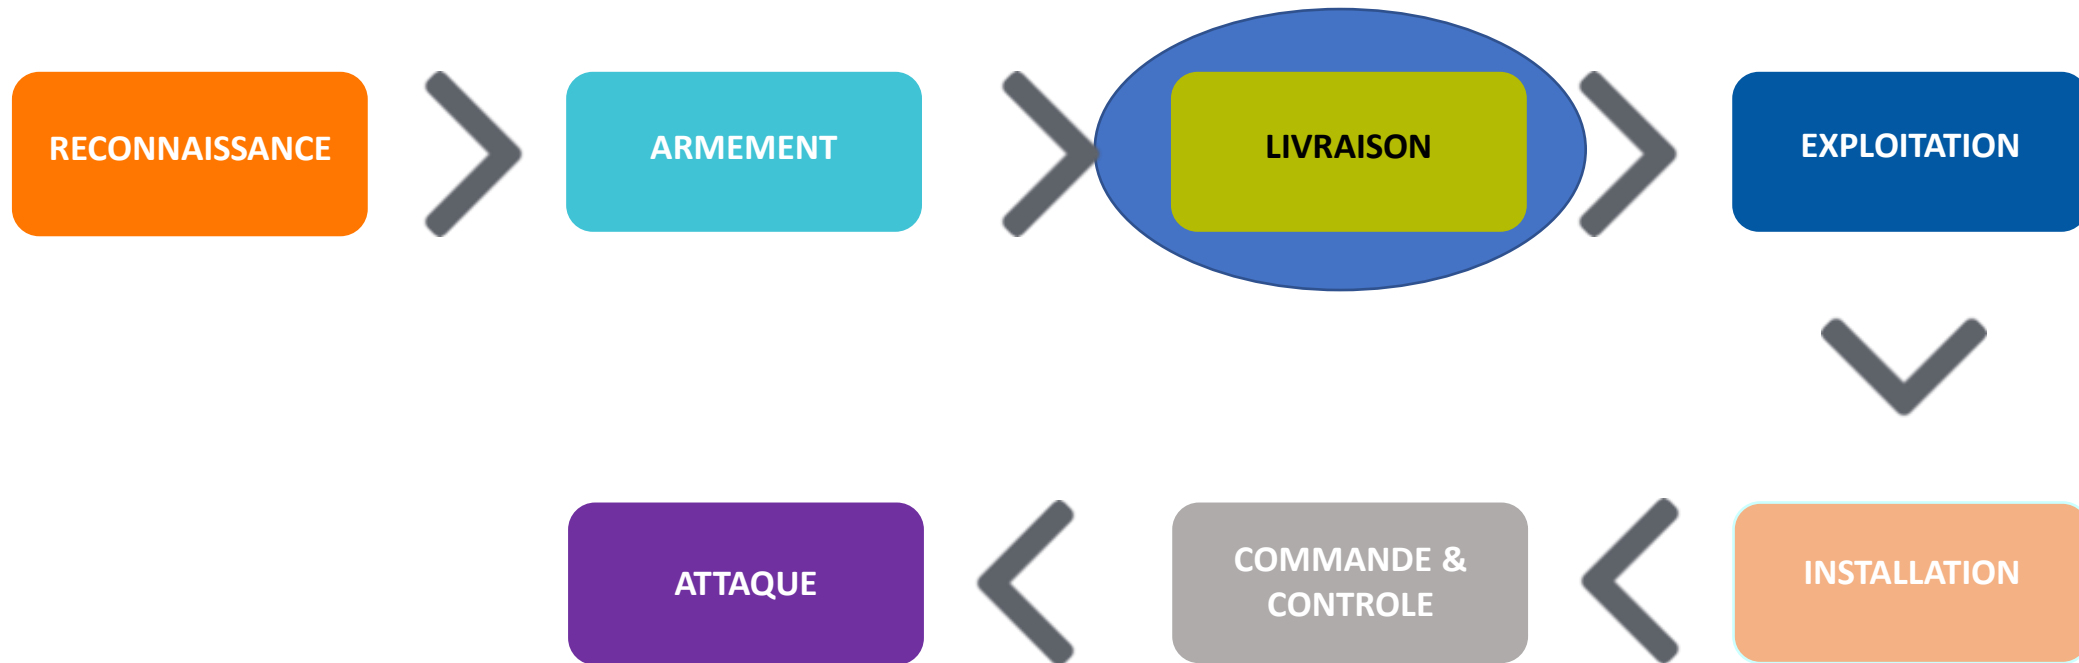 RECONNAISSANCE
ARMEMENT
LIVRAISON
EXPLOITATION
INSTALLATION
COMMANDE &
CONTROLE
ATTAQUE